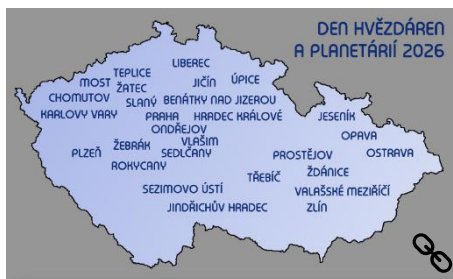 DEN HVĚZDÁREN
A PLANETÁRIÍ 2026
LIBEREC
TEPLICE
MOST
JIČÍN
ÚPICE
ŽATEC
CHOMUTOV
SLANÝ
BENÁTKY NAD JIZEROU
KARLOVY VARY
PRAHA
HRADEC KRÁLOVÉ
JESENÍK
ONDŘEJOV
OPAVA
VLAŠIM
ŽEBRÁK
PLZEŇ
SEDLČANY
PROSTĚJOV
OSTRAVA
ROKYCANY
TŘEBÍČ
ŽDÁNICE
SEZIMOVO ÚSTÍ
VALAŠSKÉ MEZIŘÍČÍ
JINDŘICHŮV HRADEC
ZLÍN